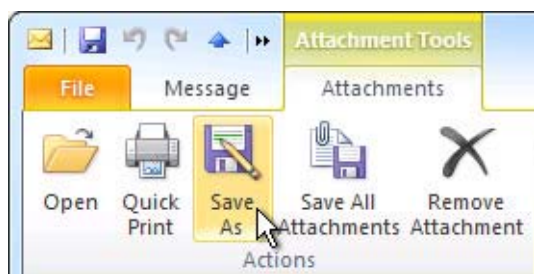 Attachment Tools
File Message Attachments
Open Quick Print Save As Save All Attachments Remove Attachment
Actions